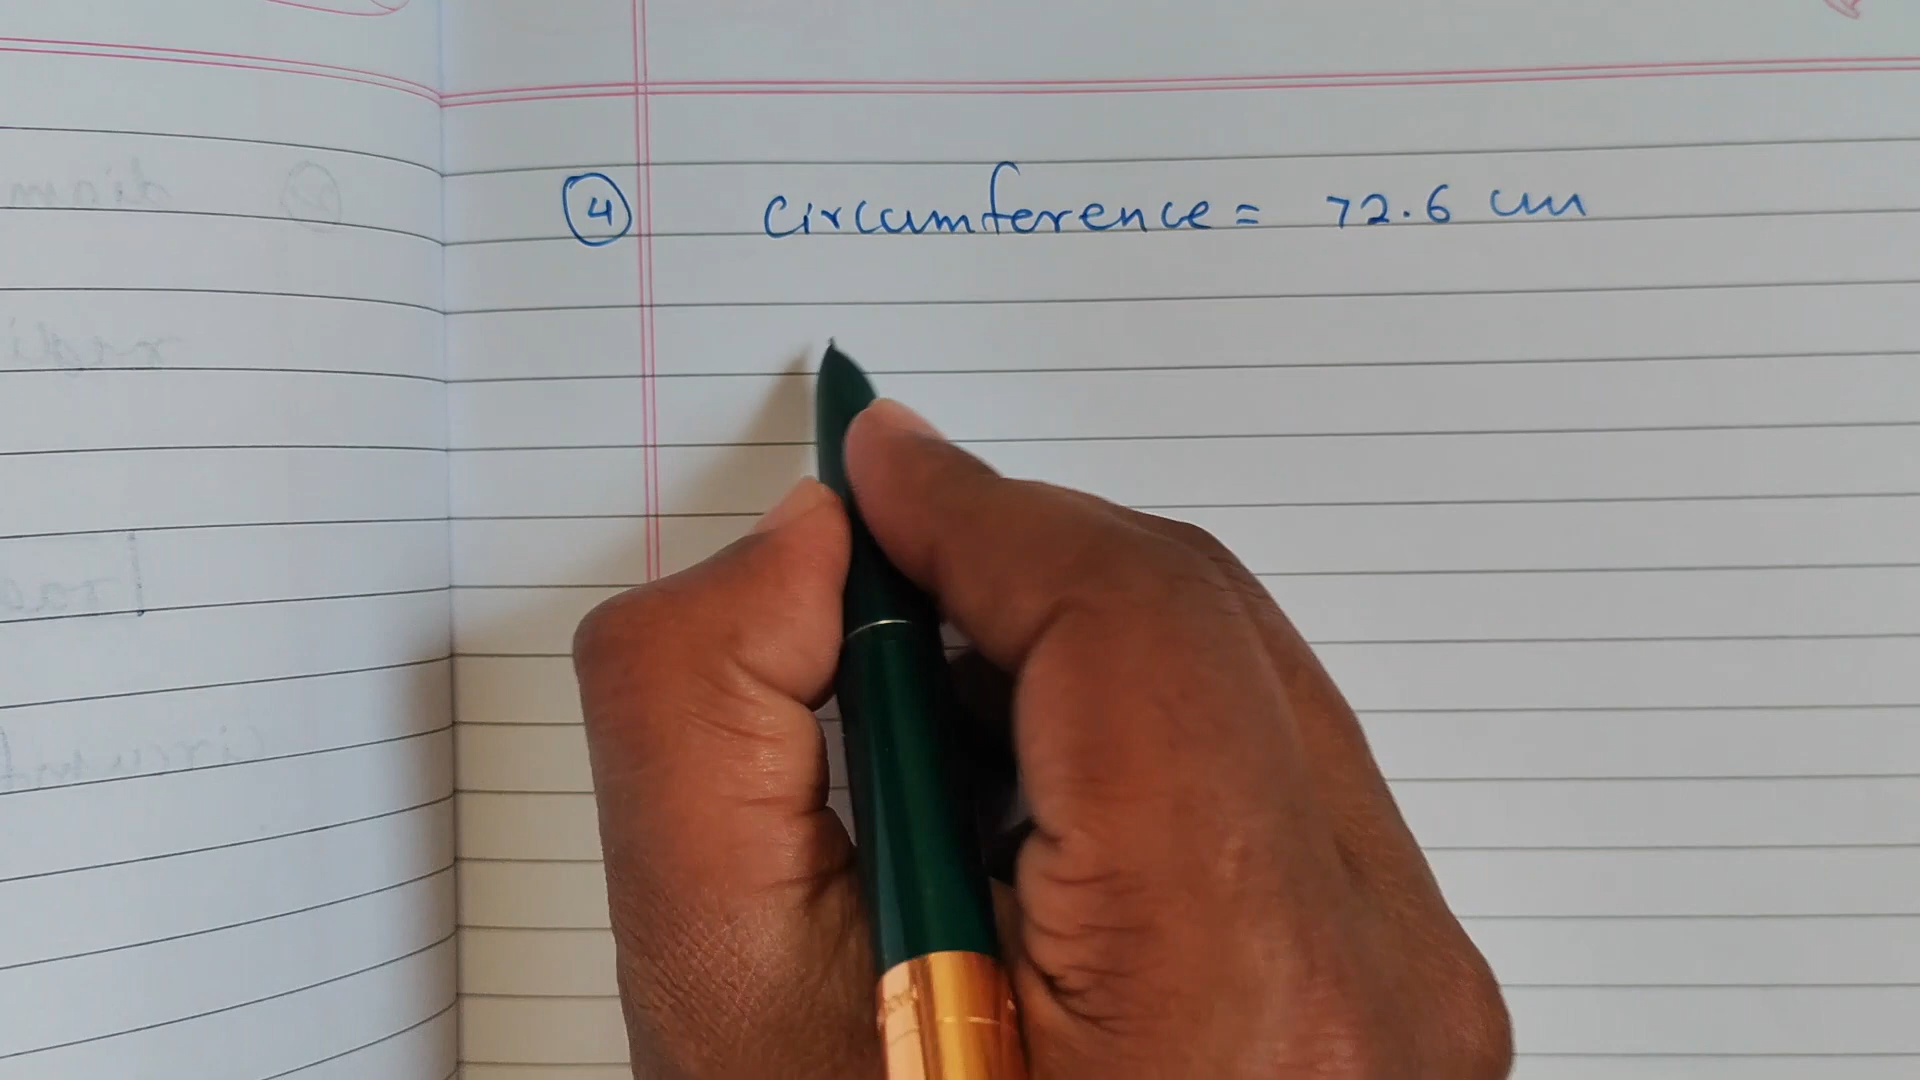 ④ Circumference = 72.6 cm